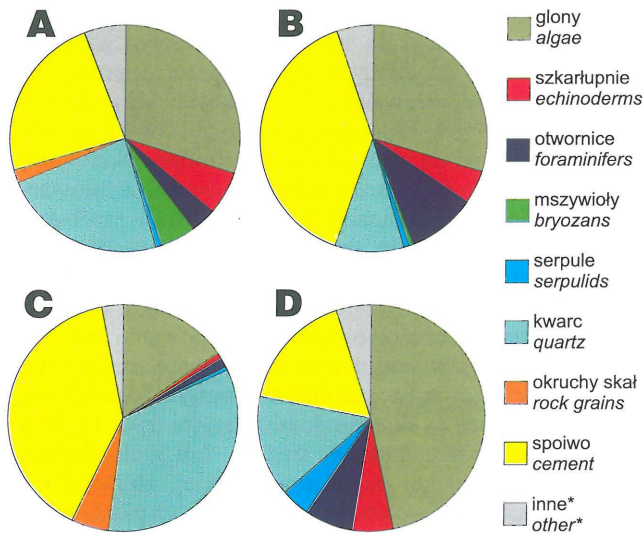 A
B
C
D
glony
algae
szkarłupnie
echinoderms
otwornice
foraminifers
mszywioły
bryozans
serpule
serpulids
kwarc
quartz
okruchy skał
rock grains
spoiwo
cement
inne*
other*